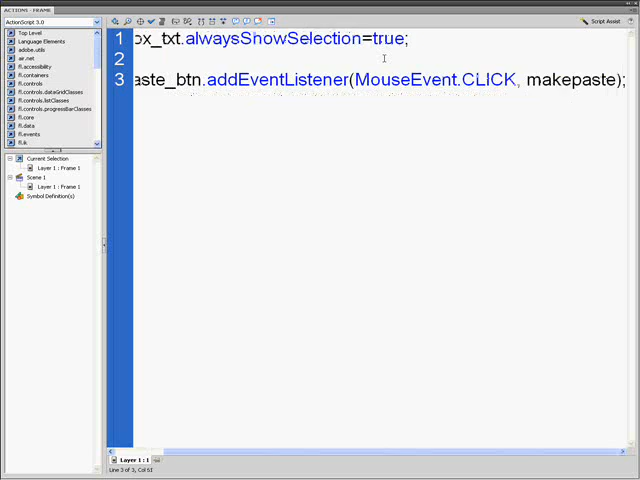 ACTIONS - FRAME
ActionScript 3.0
Script Assist
Top Level
Language Elements
adobe.utils
air.net
fl.accessibility
fl.containers
fl.controls
fl.controls.dataGridClasses
fl.controls.listClasses
fl.controls.progressBarClasses
fl.core
fl.data
fl.events
fl.ik
Current Selection
Layer 1 : Frame 1
Scene 1
Layer 1 : Frame 1
Symbol Definition(s)
1 ox_txt.alwaysShowSelection=true;
2
3 aste_btn.addEventListener(MouseEvent.CLICK, makepaste);
Layer 1 : 1
Line 3 of 3, Col 51